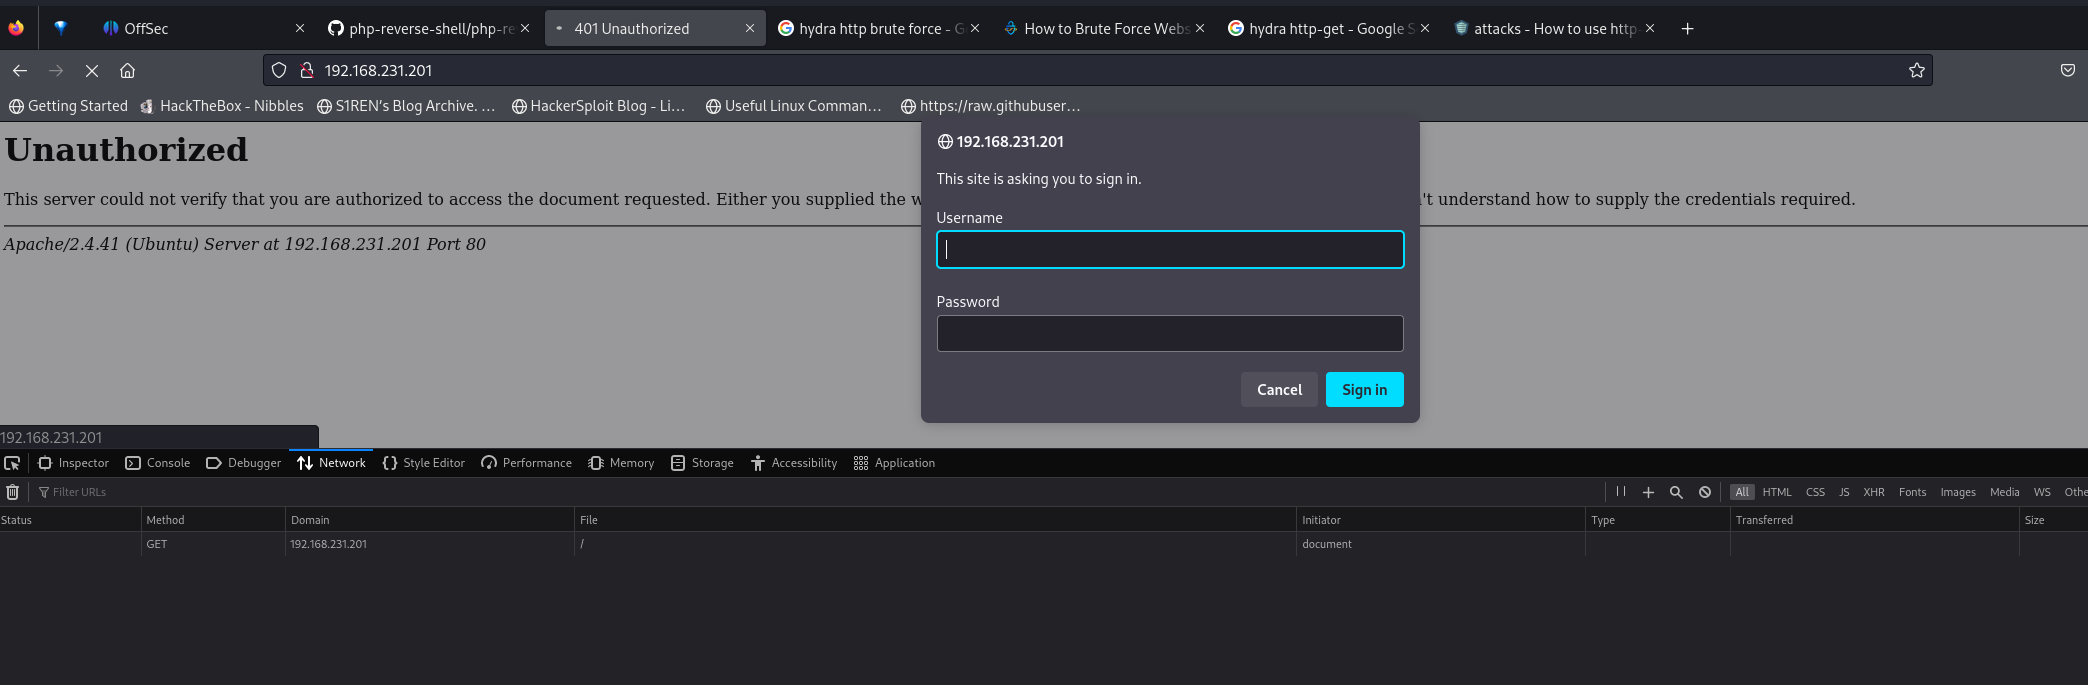 OffSec
php-reverse-shell/php-re
401 Unauthorized
hydra http brute force - G
How to Brute Force Webs
hydra http-get - Google S
attacks - How to use http-
192.168.231.201
Getting Started
HackTheBox - Nibbles
S1REN's Blog Archive. ...
HackerSploit Blog - Li...
Useful Linux Comman...
https://raw.githubuser...
Unauthorized
This server could not verify that you are authorized to access the document requested. Either you supplied the w
't understand how to supply the credentials required.
Apache/2.4.41 (Ubuntu) Server at 192.168.231.201 Port 80
192.168.231.201
This site is asking you to sign in.
Username
Password
Cancel
Sign in
192.168.231.201
Inspector
Console
Debugger
Network
Style Editor
Performance
Memory
Storage
Accessibility
Application
Filter URLs
All
HTML
CSS
JS
XHR
Fonts
Images
Media
WS
Othe
Status
Method
Domain
File
Initiator
Type
Transferred
Size
GET
192.168.231.201
/
document